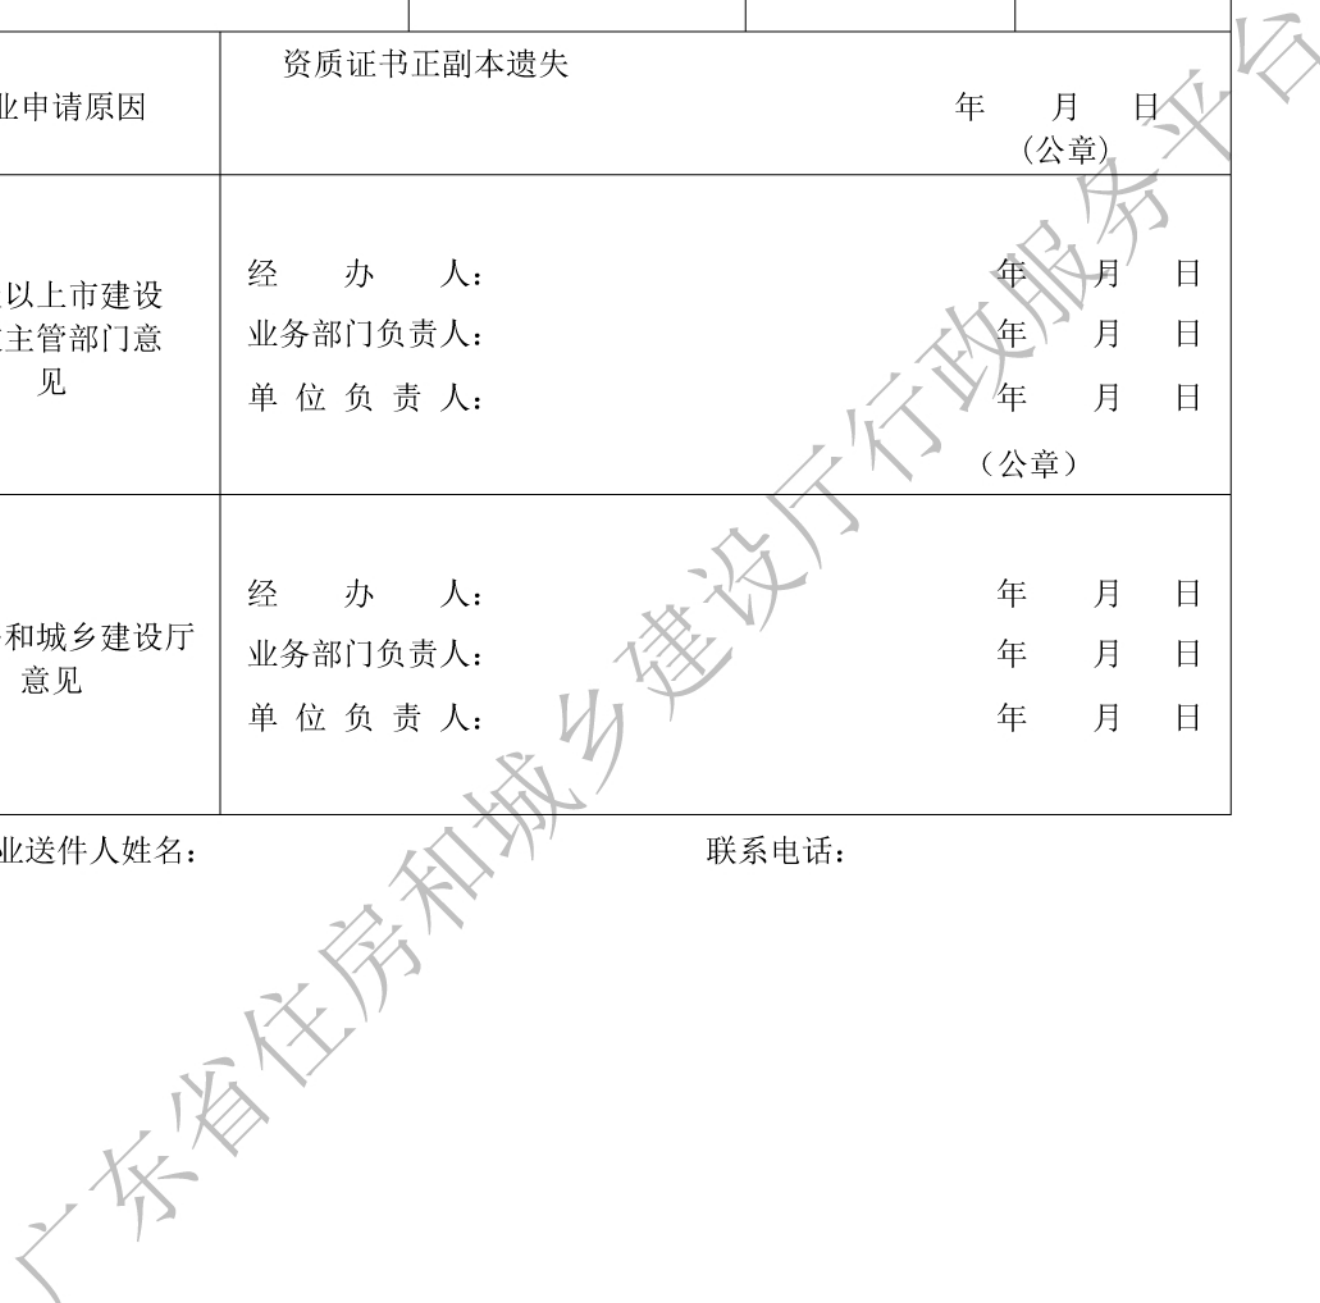 资质证书正副本遗失
业申请原因
年 月 日
(公章)
经 办 人： 年 月 日
以上市建设
业务部门负责人： 年 月 日
主管部门意
见
单 位 负 责 人： 年 月 日
（公章）
经 办 人： 年 月 日
和城乡建设厅
业务部门负责人： 年 月 日
意见
单 位 负 责 人： 年 月 日
业送件人姓名： 联系电话：
广东省住房和城乡建设厅行政服务平台